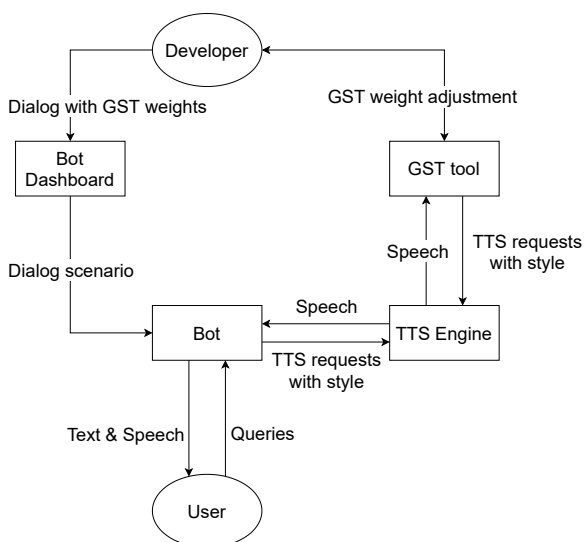 Developer
Dialog with GST weights
GST weight adjustment
Bot
Dashboard
GST tool
Speech
TTS requests
with style
Dialog scenario
Speech
Bot
TTS Engine
TTS requests
with style
Text & Speech
Queries
User